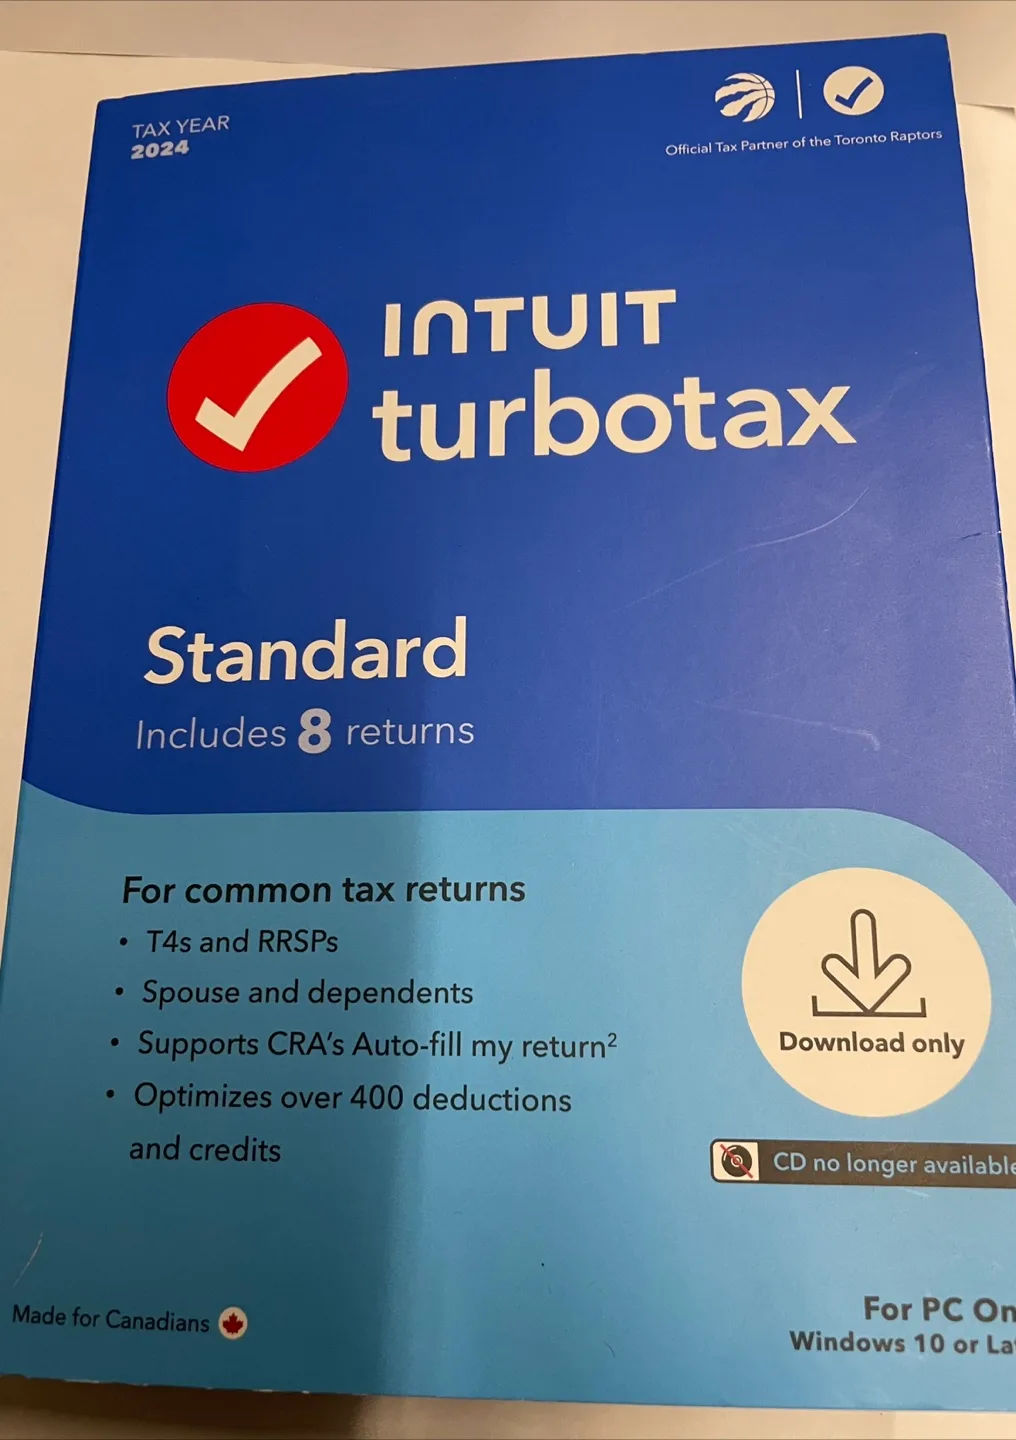 TAX YEAR
2024
Official Tax Partner of the Toronto Raptors
INTUIT
turbotax
Standard
Includes 8 returns
For common tax returns
• T4s and RRSPs
• Spouse and dependents
• Supports CRA's Auto-fill my return²
• Optimizes over 400 deductions
and credits
Download only
CD no longer available
Made for Canadians
For PC
Windows 10 or